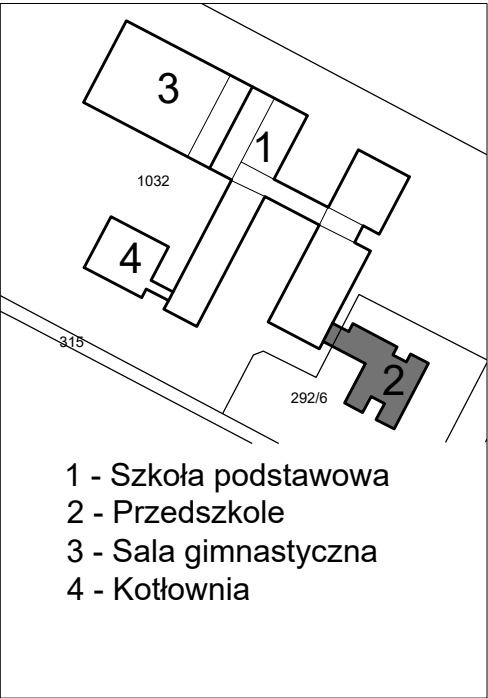 3
1
1032
4
315
2
292/6
1 - Szkoła podstawowa
2 - Przedszkole
3 - Sala gimnastyczna
4 - Kotłownia